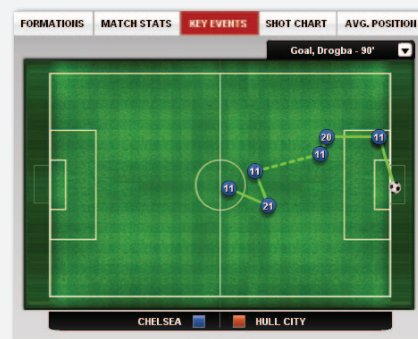 FORMATIONS MATCH STATS KEY EVENTS SHOT CHART AVG. POSITION
Goal, Drogba - 90'
20 11
11
11
11
21
CHELSEA HULL CITY